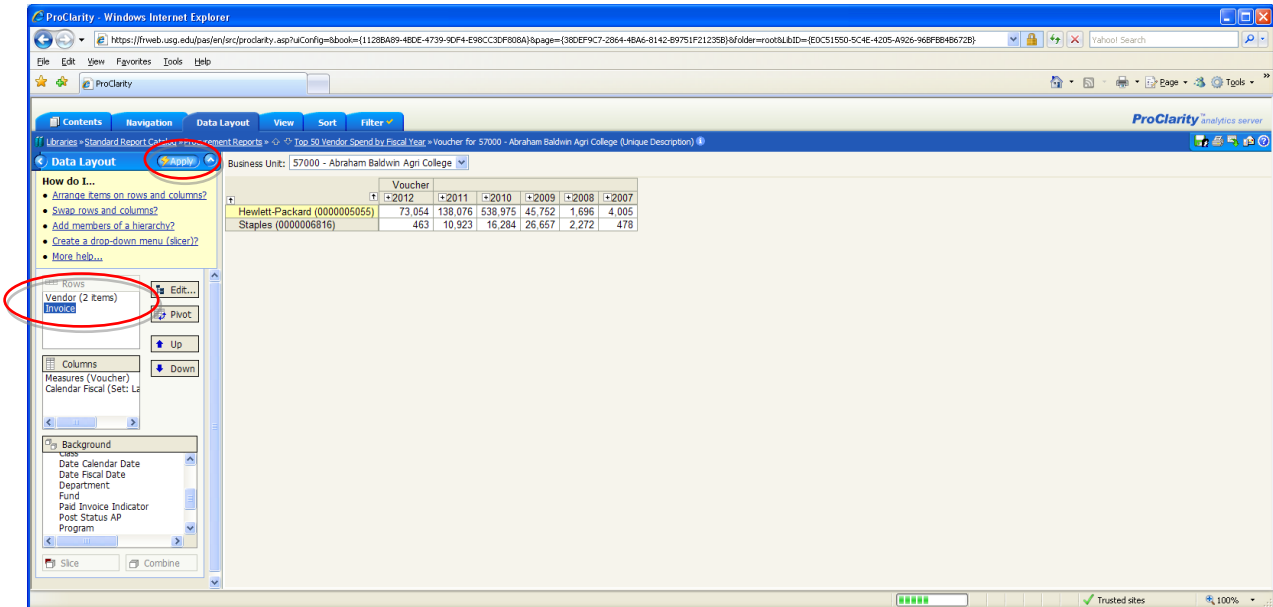 ProClarity - Windows Internet Explorer
https://frweb.usg.edu/pas/en/src/proclarity.asp?uiConfig=&book={1128BA89-4BDE-4739-9DF4-E98CC3DF808A}&page={38DEF9C7-2864-4BA6-8142-B9751F21235B}&folder=root&LibID={E0C51550-5C4E-4205-A926-96BFBB4B672B}
Yahoo! Search
File Edit View Favorites Tools Help
ProClarity
Page Tools
Contents Navigation Data Layout View Sort Filter
ProClarity™ analytics server
Libraries » Standard Report Catalog » Procurement Reports » Top 50 Vendor Spend by Fiscal Year » Voucher for 57000 - Abraham Baldwin Agri College (Unique Description)
Data Layout Apply
Business Unit: 57000 - Abraham Baldwin Agri College
How do I...
Arrange items on rows and columns?
Swap rows and columns?
Add members of a hierarchy?
Create a drop-down menu (slicer)?
More help...
Voucher
+2012 +2011 +2010 +2009 +2008 +2007
Hewlett-Packard (0000005055) 73,054 138,076 538,975 45,752 1,696 4,005
Staples (0000006816) 463 10,923 16,284 26,657 2,272 478
Rows
Vendor (2 items)
Invoice
Edit...
Pivot
Up
Down
Columns
Measures (Voucher)
Calendar Fiscal (Set: La
Background
Class
Date Calendar Date
Date Fiscal Date
Department
Fund
Paid Invoice Indicator
Post Status AP
Program
Slice Combine
Trusted sites 100%